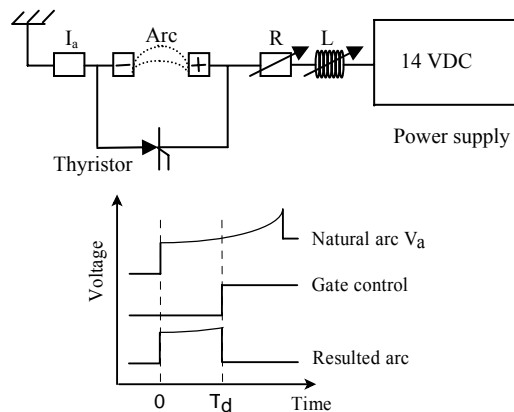 Iₐ
Arc
R
L
14 VDC
−
+
Thyristor
Power supply
Voltage
Natural arc Vₐ
Gate control
Resulted arc
0
T_d
Time